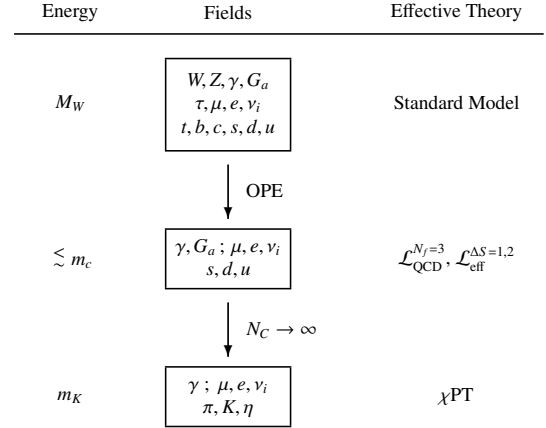 Energy Fields Effective Theory
W, Z, γ, G_a
M_W τ, μ, e, ν_i Standard Model
t, b, c, s, d, u
OPE
γ, G_a ; μ, e, ν_i
≲ m_c s, d, u ℒ_QCD^{N_f=3}, ℒ_eff^{ΔS=1,2}
N_C → ∞
γ ; μ, e, ν_i
m_K π, K, η χPT